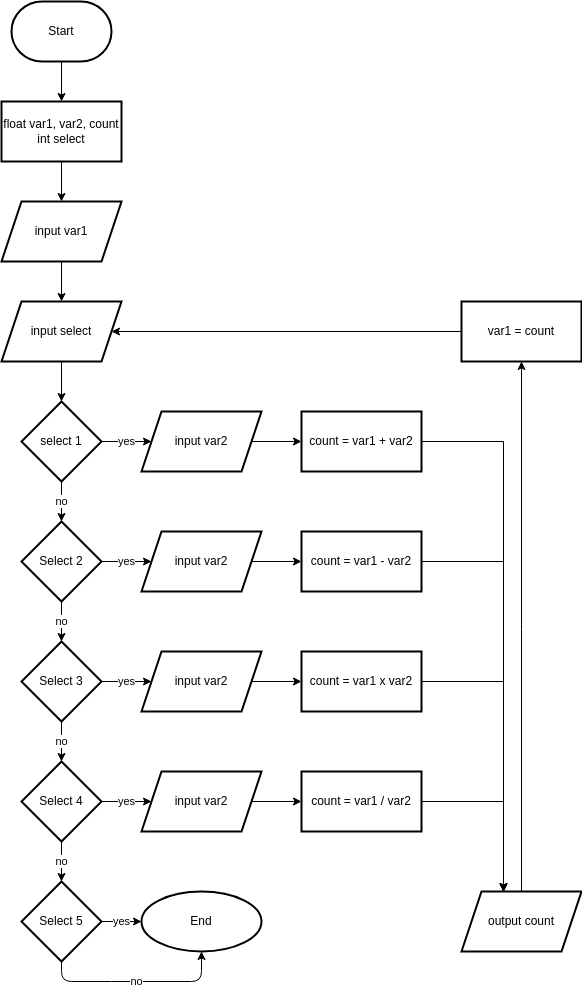 Start
float var1, var2, count
int select
input var1
input select
var1 = count
select 1
yes
input var2
count = var1 + var2
no
Select 2
yes
input var2
count = var1 - var2
no
Select 3
yes
input var2
count = var1 x var2
no
Select 4
yes
input var2
count = var1 / var2
no
Select 5
yes
End
output count
no